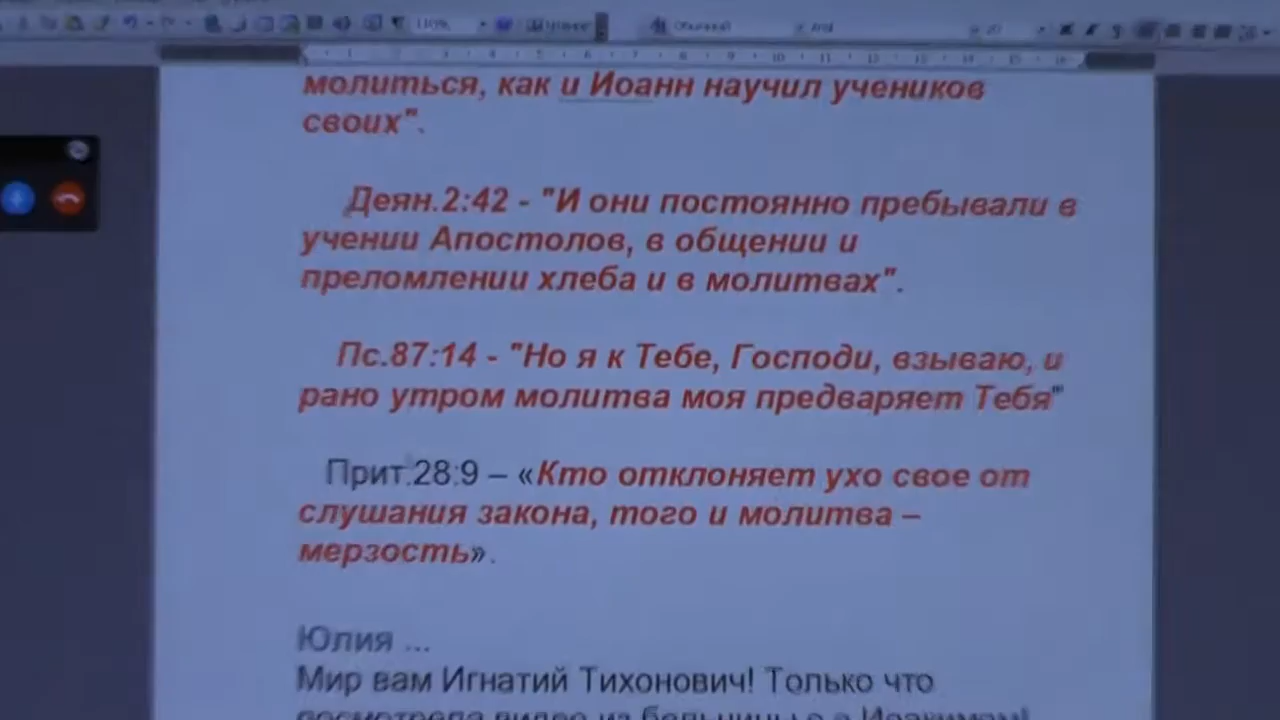 110%
Обычный
молиться, как и Иоанн научил учеников
своих".
Деян.2:42 - "И они постоянно пребывали в
учении Апостолов, в общении и
преломлении хлеба и в молитвах".
Пс.87:14 - "Но я к Тебе, Господи, взываю, и
рано утром молитва моя предваряет Тебя"
Прит.28:9 – «Кто отклоняет ухо свое от
слушания закона, того и молитва –
мерзость».
Юлия ...
Мир вам Игнатий Тихонович! Только что